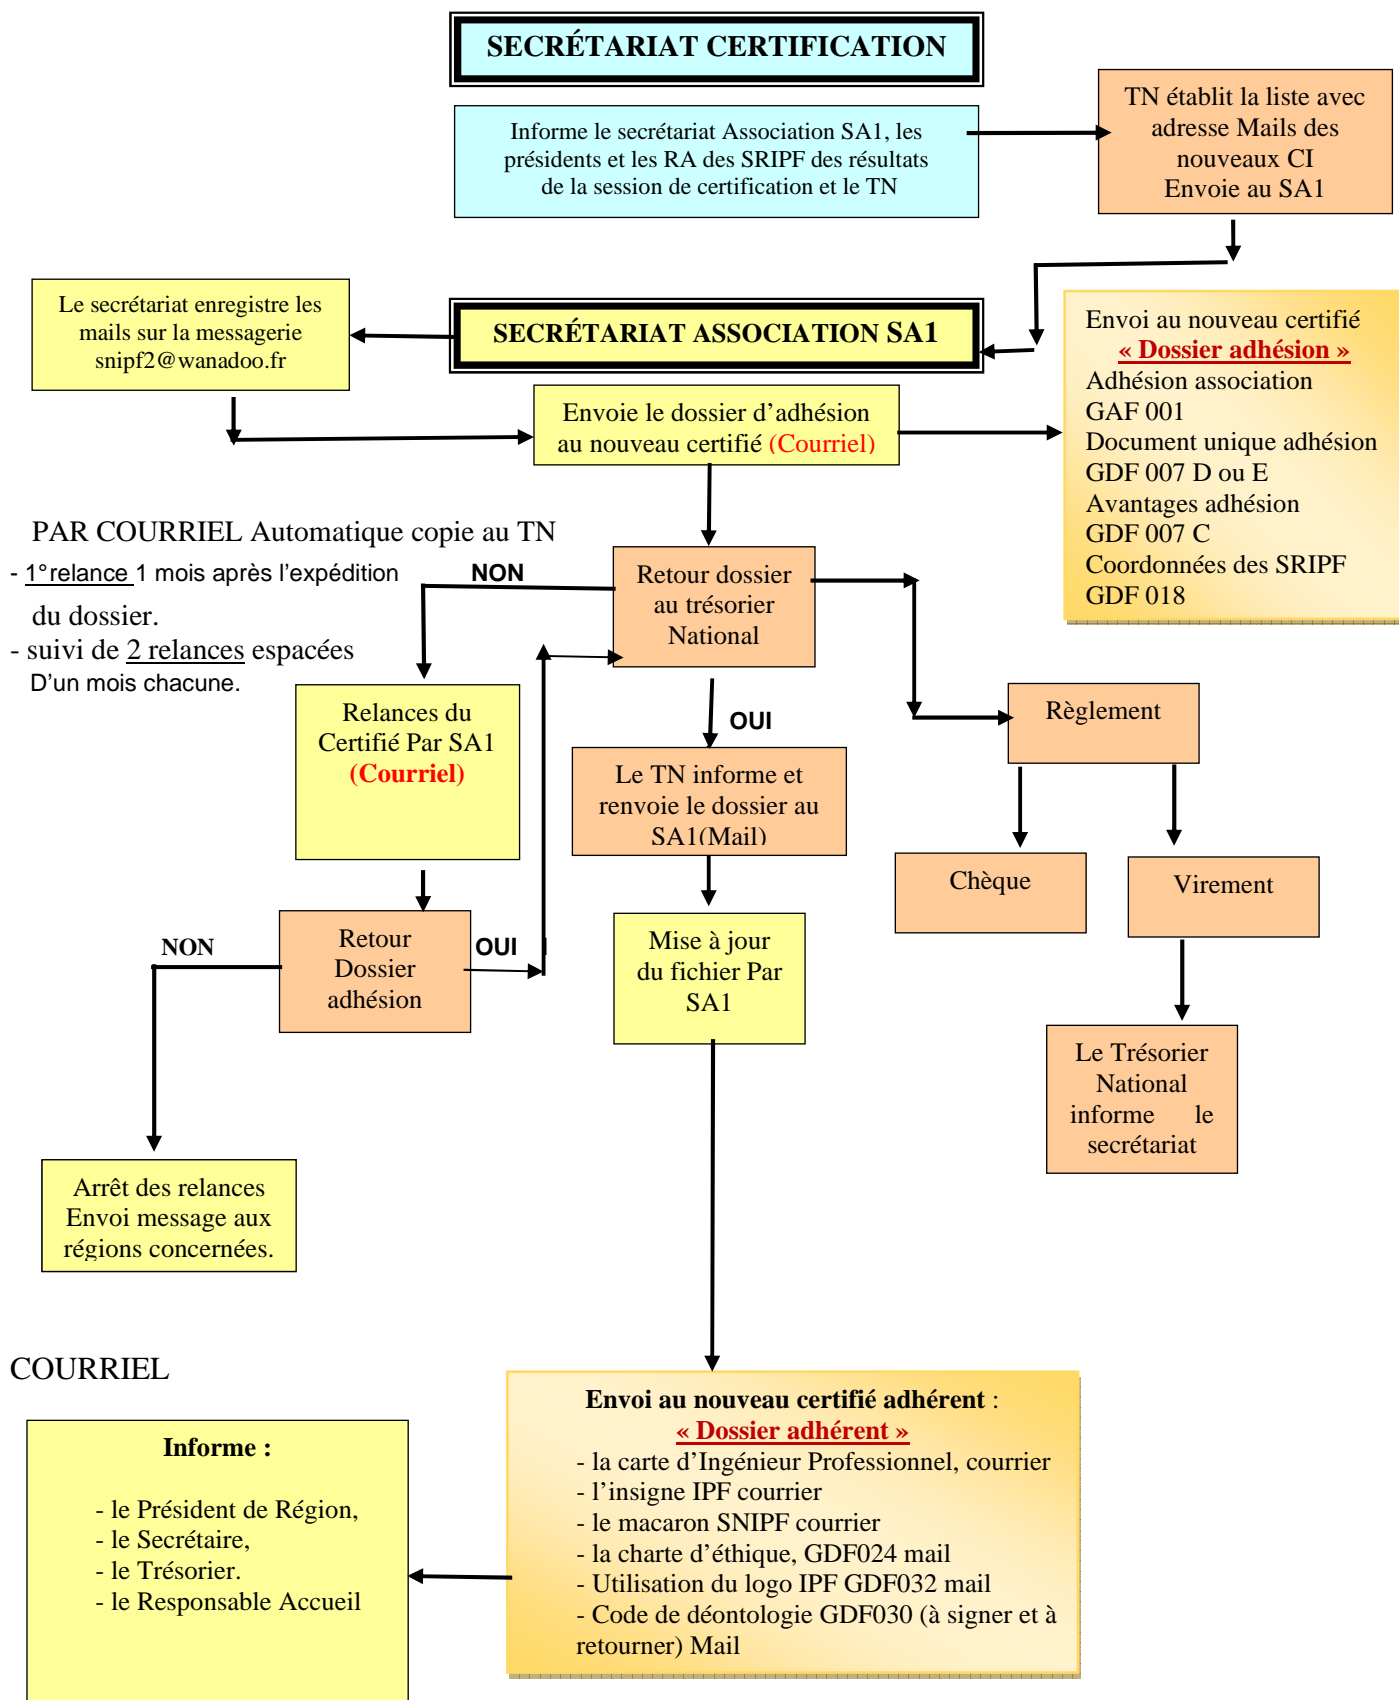 SECRÉTARIAT CERTIFICATION
Informe le secrétariat Association SA1, les
présidents et les RA des SRIPF des résultats
de la session de certification et le TN
TN établit la liste avec
adresse Mails des
nouveaux CI
Envoie au SA1
Le secrétariat enregistre les
mails sur la messagerie
snipf2@wanadoo.fr
SECRÉTARIAT ASSOCIATION SA1
Envoi au nouveau certifié
« Dossier adhésion »
Adhésion association
GAF 001
Document unique adhésion
GDF 007 D ou E
Avantages adhésion
GDF 007 C
Coordonnées des SRIPF
GDF 018
Envoie le dossier d’adhésion
au nouveau certifié (Courriel)
PAR COURRIEL Automatique copie au TN
- 1° relance 1 mois après l’expédition
du dossier.
- suivi de 2 relances espacées
D’un mois chacune.
NON
Retour dossier
au trésorier
National
OUI
Relances du
Certifié Par SA1
(Courriel)
Le TN informe et
renvoie le dossier au
SA1(Mail)
Règlement
Chèque
Virement
NON
Retour
Dossier
adhésion
OUI
Mise à jour
du fichier Par
SA1
Le Trésorier
National
informe le
secrétariat
Arrêt des relances
Envoi message aux
régions concernées.
COURRIEL
Informe :
- le Président de Région,
- le Secrétaire,
- le Trésorier.
- le Responsable Accueil
Envoi au nouveau certifié adhérent :
« Dossier adhérent »
- la carte d’Ingénieur Professionnel, courrier
- l’insigne IPF courrier
- le macaron SNIPF courrier
- la charte d’éthique, GDF024 mail
- Utilisation du logo IPF GDF032 mail
- Code de déontologie GDF030 (à signer et à
retourner) Mail